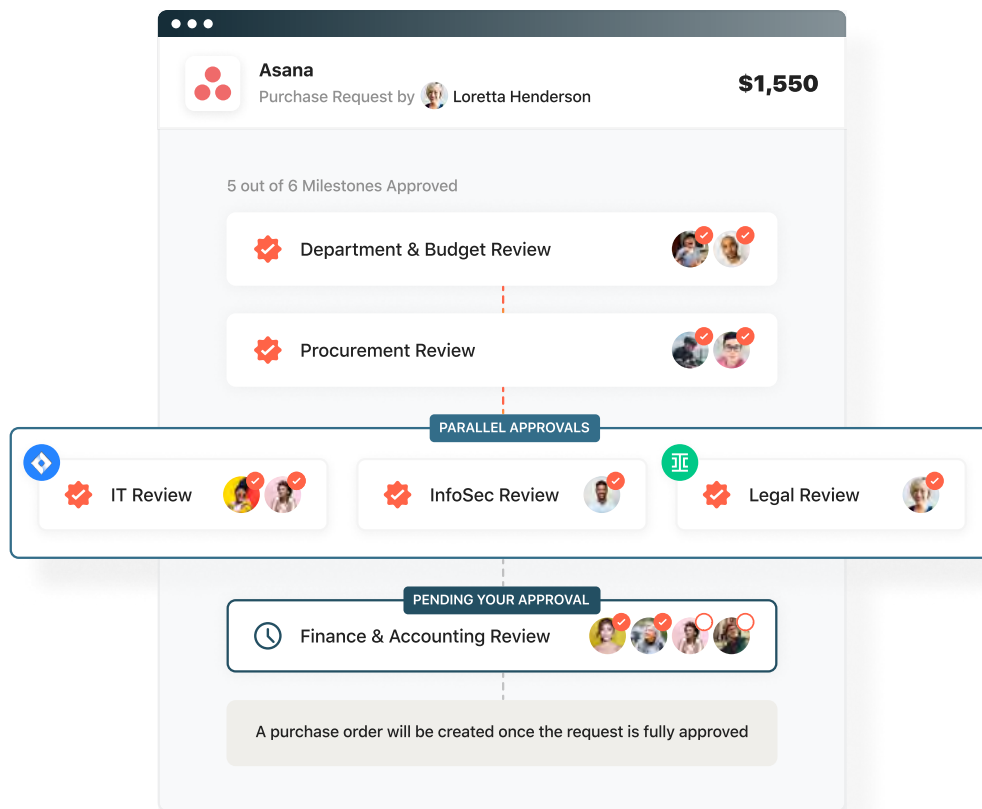 Asana
Purchase Request by Loretta Henderson
$1,550
5 out of 6 Milestones Approved
Department & Budget Review
Procurement Review
PARALLEL APPROVALS
IT Review
InfoSec Review
Legal Review
PENDING YOUR APPROVAL
Finance & Accounting Review
A purchase order will be created once the request is fully approved